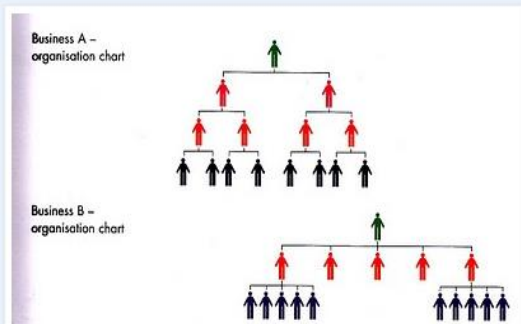 Business A –
organisation chart
Business B –
organisation chart